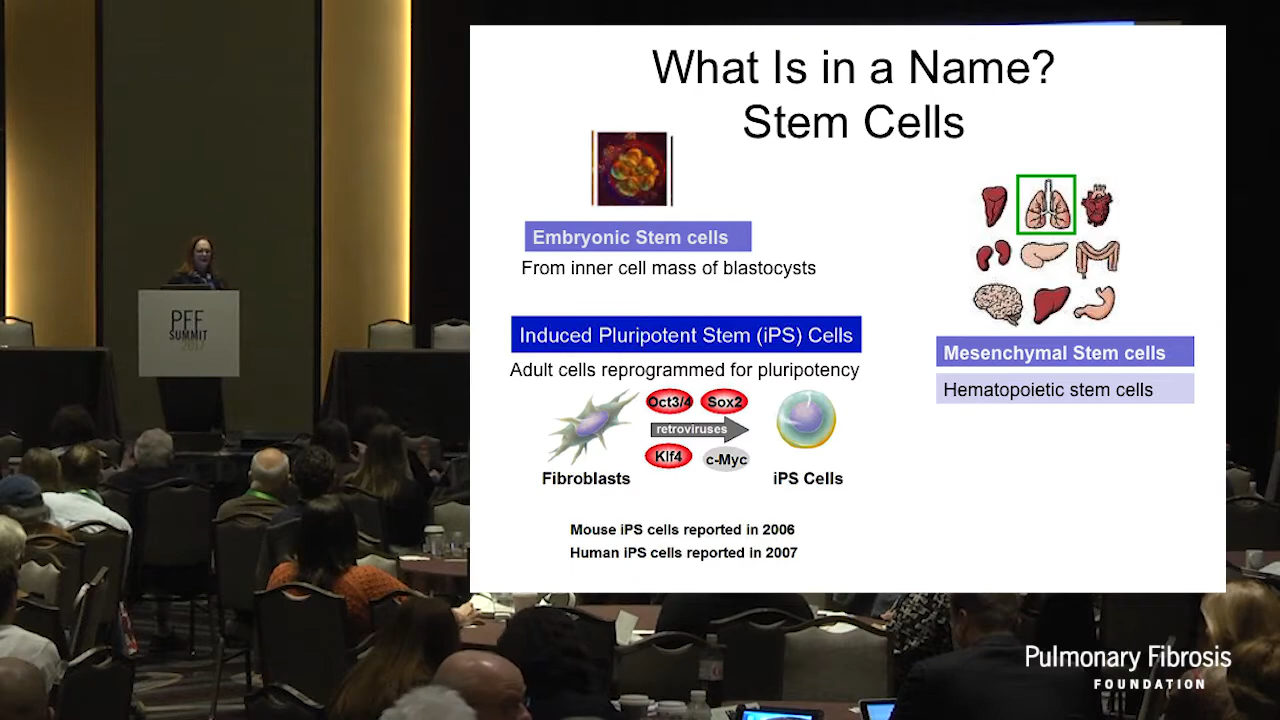 What Is in a Name?
Stem Cells
Embryonic Stem cells
From inner cell mass of blastocysts
Induced Pluripotent Stem (iPS) Cells
Adult cells reprogrammed for pluripotency
Oct3/4
Sox2
retroviruses
Klf4
c-Myc
Fibroblasts
iPS Cells
Mouse iPS cells reported in 2006
Human iPS cells reported in 2007
Mesenchymal Stem cells
Hematopoietic stem cells
PFF
SUMMIT
2017
Pulmonary Fibrosis
FOUNDATION